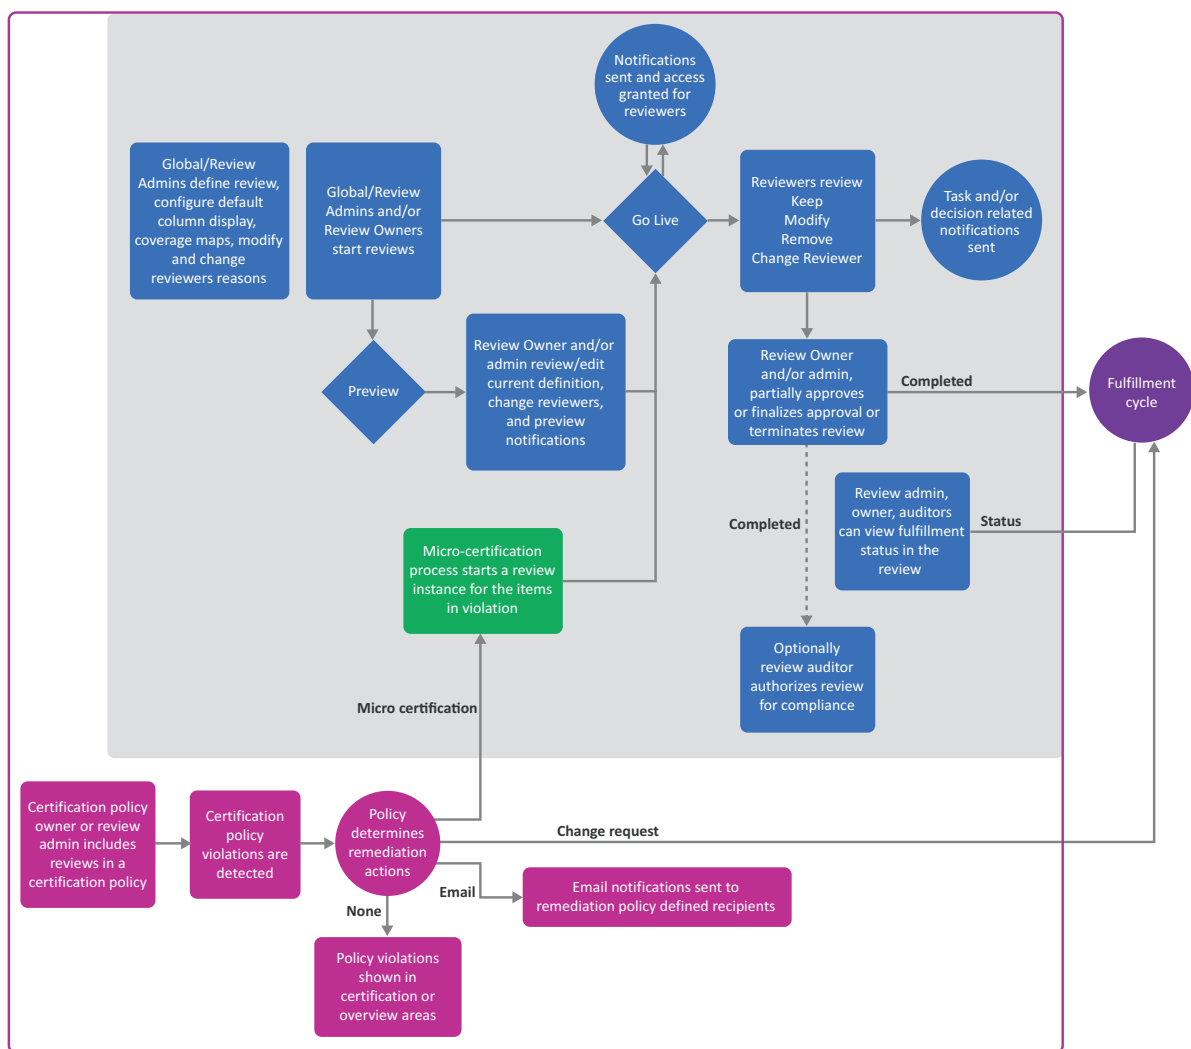 Notifications
sent and access
granted for
reviewers
Global/Review
Admins define review,
configure default
column display,
coverage maps, modify
and change
reviewers reasons
Global/Review
Admins and/or
Review Owners
start reviews
Go Live
Reviewers review
Keep
Modify
Remove
Change Reviewer
Task and/or
decision related
notifications
sent
Preview
Review Owner and/or
admin review/edit
current definition,
change reviewers,
and preview
notifications
Review Owner
and/or admin,
partially approves
or finalizes approval or
terminates review
Completed
Fulfillment
cycle
Completed
Review admin,
owner, auditors
can view fulfillment
status in the
review
Status
Micro-certification
process starts a review
instance for the items
in violation
Optionally
review auditor
authorizes review
for compliance
Micro certification
Certification policy
owner or review
admin includes
reviews in a
certification policy
Certification
policy
violations are
detected
Policy
determines
remediation
actions
Change request
Email
Email notifications sent to
remediation policy defined recipients
None
Policy violations
shown in
certification or
overview areas